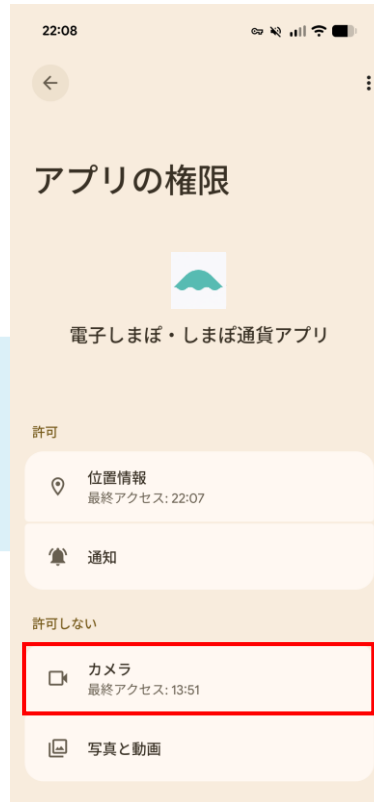 22:08
アプリの権限
電子しまぽ・しまぽ通貨アプリ
許可
位置情報
最終アクセス: 22:07
通知
許可しない
カメラ
最終アクセス: 13:51
写真と動画